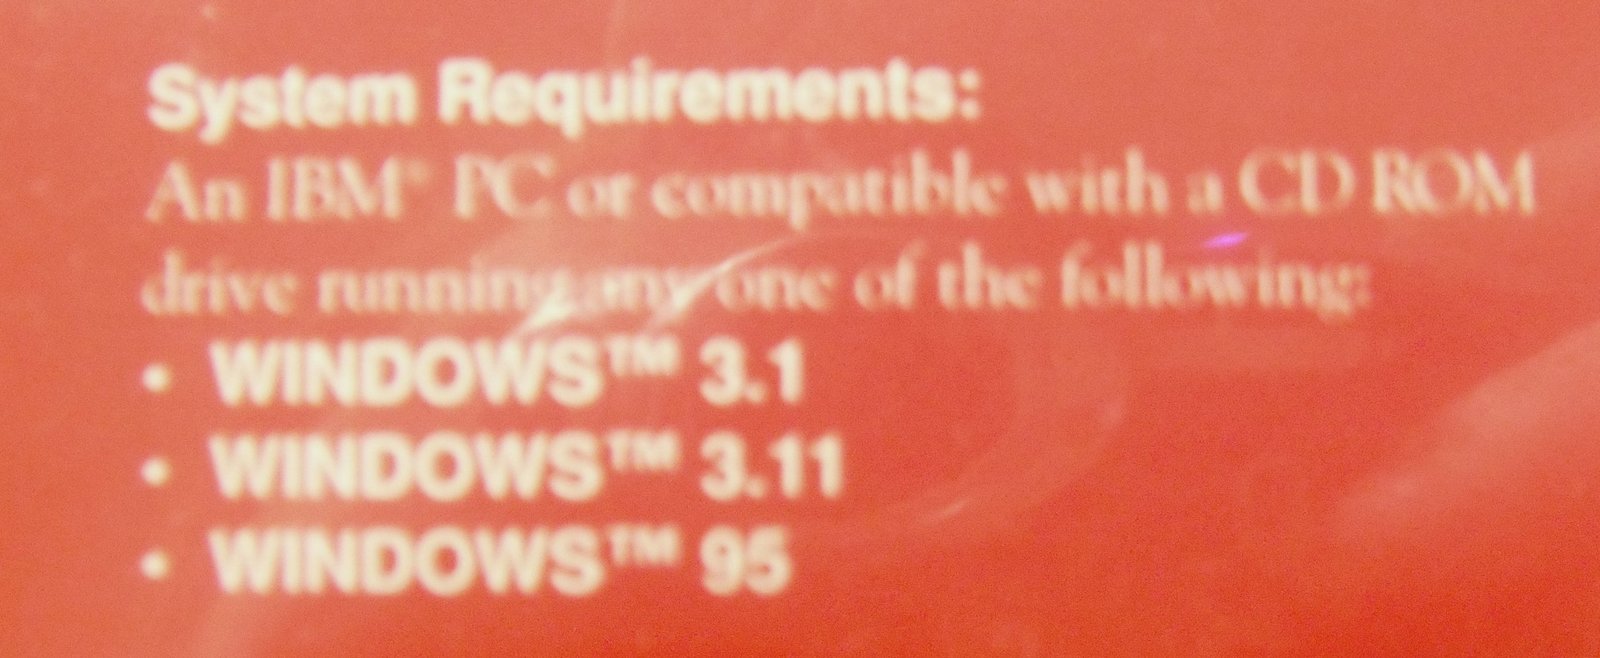 System Requirements:
An IBM® PC or compatible with a CD ROM
drive running any one of the following:
• WINDOWS™ 3.1
• WINDOWS™ 3.11
• WINDOWS™ 95